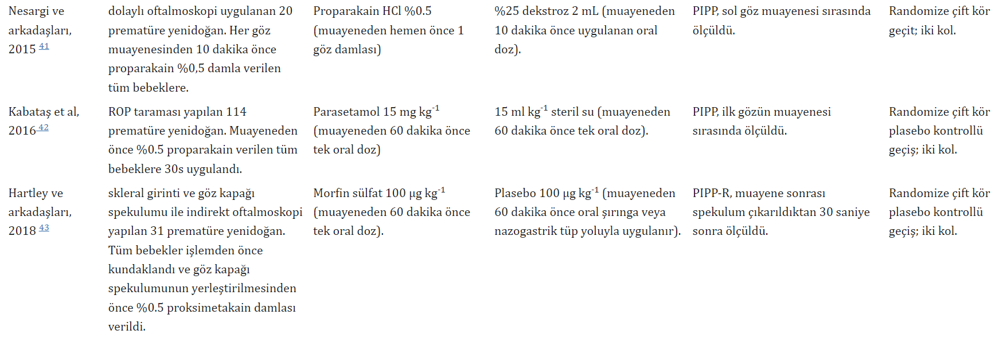 Nesargi ve
arkadaşları,
2015 41
dolaylı oftalmoskopi uygulanan 20
prematüre yenidoğan. Her göz
muayenesinden 10 dakika önce
proparakain %0,5 damla verilen
tüm bebeklere.
Proparakain HCl %0.5
(muayeneden hemen önce 1
göz damlası)
%25 dekstroz 2 mL (muayeneden
10 dakika önce uygulanan oral
doz).
PIPP, sol göz muayenesi sırasında
ölçüldü.
Randomize çift kör
geçit; iki kol.
Kabataş et al,
2016 42
ROP taraması yapılan 114
prematüre yenidoğan. Muayeneden
önce %0.5 proparakain verilen tüm
bebeklere 30s uygulandı.
Parasetamol 15 mg kg-1
(muayeneden 60 dakika önce
tek oral doz)
15 ml kg-1 steril su (muayeneden
60 dakika önce tek oral doz).
PIPP, ilk gözün muayenesi
sırasında ölçüldü.
Randomize çift kör
plasebo kontrollü
geçiş; iki kol.
Hartley ve
arkadaşları,
2018 43
skleral girinti ve göz kapağı
spekulumu ile indirekt oftalmoskopi
yapılan 31 prematüre yenidoğan.
Tüm bebekler işlemden önce
kundaklandı ve göz kapağı
spekulumunun yerleştirilmesinden
önce %0.5 proksimetakain damlası
verildi.
Morfin sülfat 100 μg kg-1
(muayeneden 60 dakika önce
tek oral doz).
Plasebo 100 μg kg-1 (muayeneden
60 dakika önce oral şırınga veya
nazogastrik tüp yoluyla uygulanır).
PIPP-R, muayene sonrası
spekulum çıkarıldıktan 30 saniye
sonra ölçüldü.
Randomize çift kör
plasebo kontrollü
geçiş; iki kol.